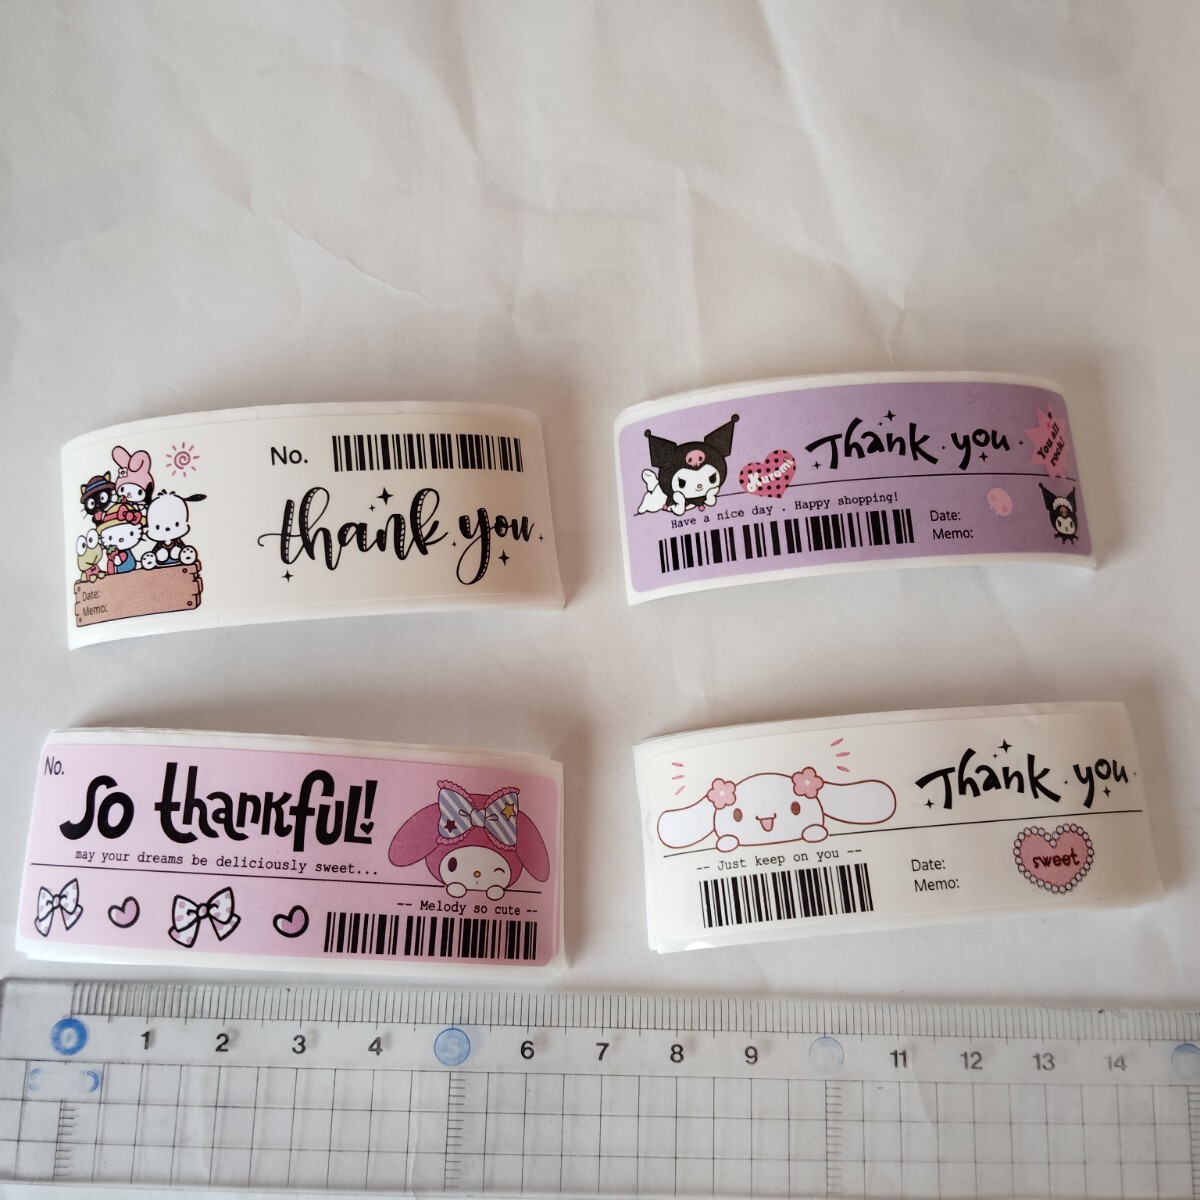 No.
thank you
Date:
Memo:
Thank you
You all
rock!
Kuromi
Have a nice day . Happy shopping!
Date:
Memo:
No.
So thankful!
may your dreams be deliciously sweet...
-- Melody so cute --
Thank you
-- Just keep on you --
Date:
Memo:
sweet
0 1 2 3 4 5 6 7 8 9 11 12 13 14